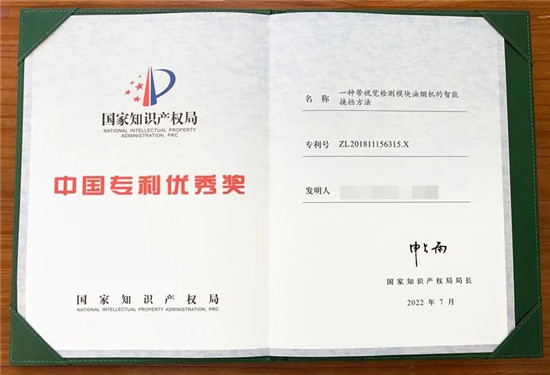 国家知识产权局
NATIONAL INTELLECTUAL PROPERTY
ADMINISTRATION, PRC
中国专利优秀奖
国家知识产权局
NATIONAL INTELLECTUAL PROPERTY ADMINISTRATION, PRC
名 称 一种带视觉检测模块油烟机的智能
换档方法
专利号 ZL201811156315.X
发明人
国家知识产权局局长
2022 年 7 月